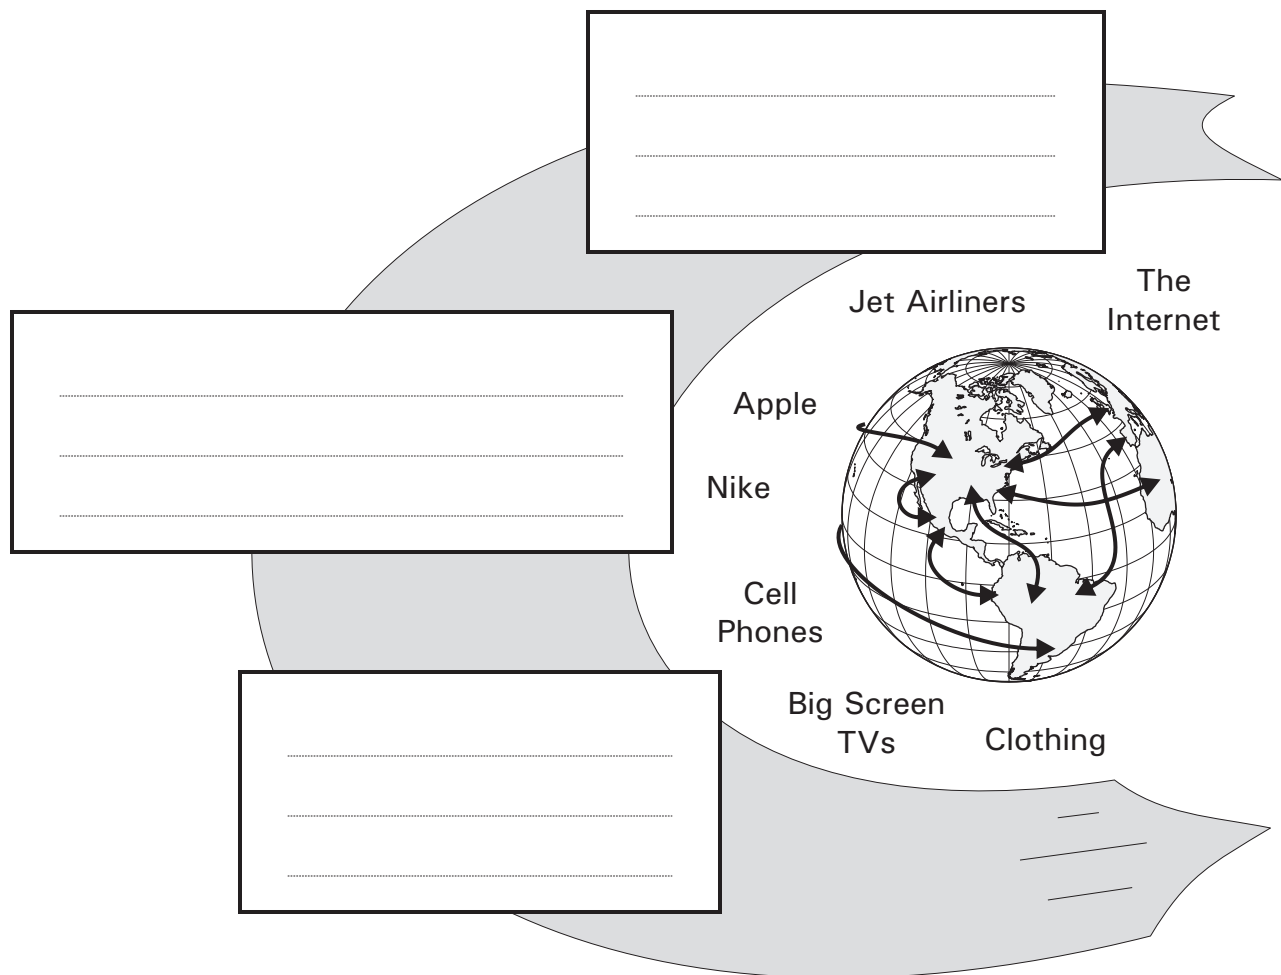 Jet Airliners
The
Internet
Apple
Nike
Cell
Phones
Big Screen
TVs
Clothing